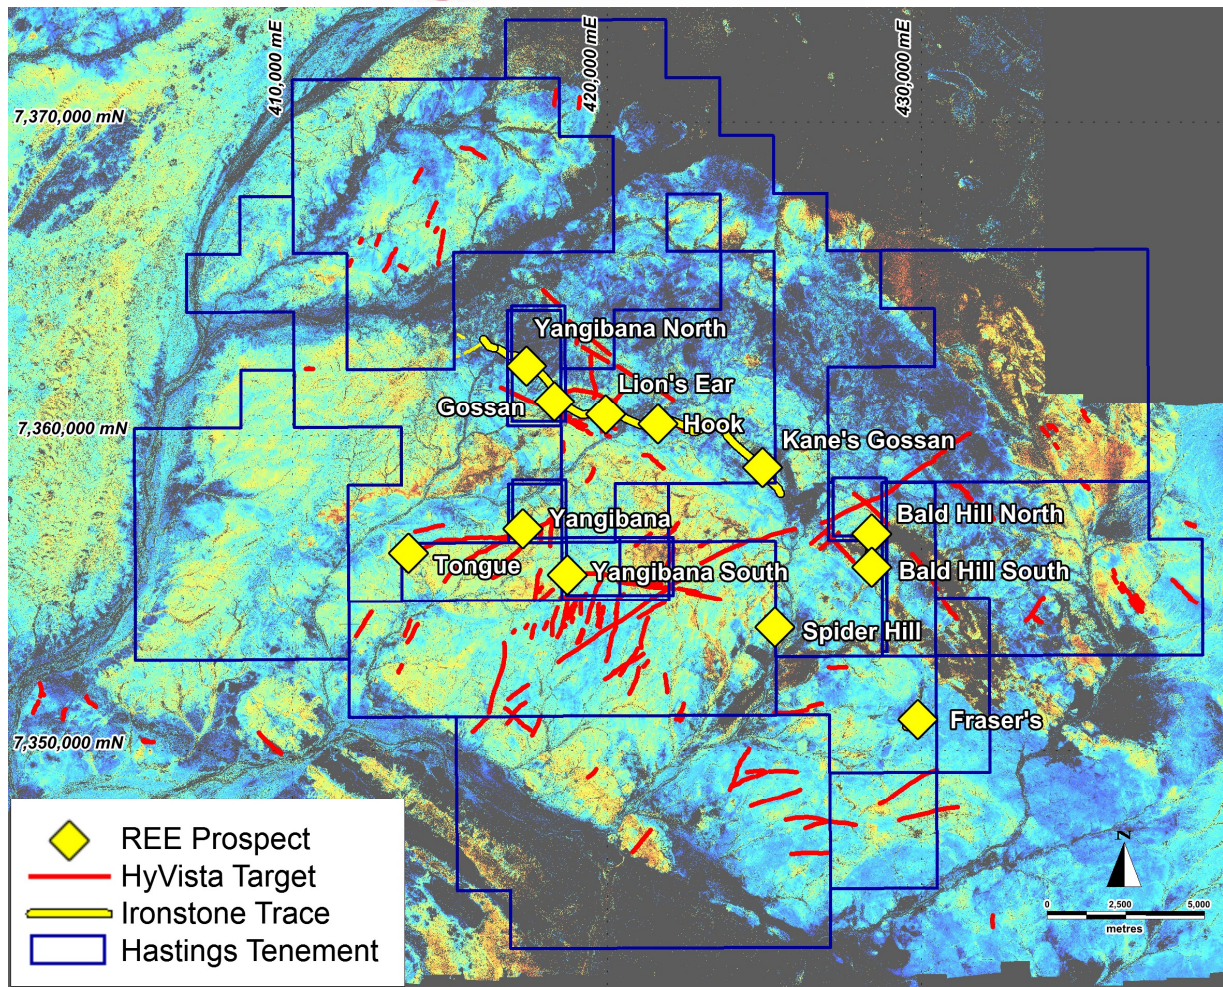 410,000 mE
420,000 mE
430,000 mE
7,370,000 mN
Yangibana North
Lion's Ear
Gossan
Hook
7,360,000 mN
Kane's Gossan
Yangibana
Bald Hill North
Tongue
Yangibana South
Bald Hill South
Spider Hill
Fraser's
7,350,000 mN
REE Prospect
HyVista Target
Ironstone Trace
Hastings Tenement
N
0 2,500 5,000
metres